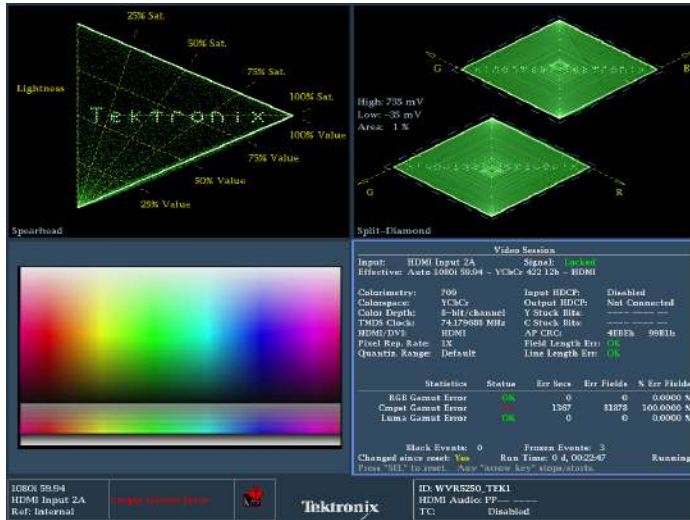 25% Sat.
50% Sat.
75% Sat.
Lightness
100% Sat.
Tektronix
100% Value
75% Value
50% Value
25% Value
Spearhead
G
R
High: 735 mV
Low: -35 mV
Area: 1 %
G
R
Split-Diamond
Video Session
Input: HDMI Input 2A Signal: Locked
Effective: Auto 1080i 59.94 - YCbCr 422 12b - HDMI
Colorimetry: 709 Input HDCP: Disabled
Colorspace: YCbCr Output HDCP: Not Connected
Color Depth: 8-bit/channel Y Stuck Bits: ---- ---- ----
TMDS Clock: 74.179688 MHz C Stuck Bits: ---- ---- ----
HDMI/DVI: HDMI AP CRC:
Pixel Rep. Rate: 1X Field Length Err: OK
Quantiz. Range: Default Line Length Err: OK
Statistics Status Err Secs Err Fields % Err Fields
RGB Gamut Error OK 0 0 0.0000 %
Cmpst Gamut Error 1367 81878 100.0000 %
Luma Gamut Error OK 0 0 0.0000 %
Black Events: 0 Frozen Events: 3
Changed since reset: Yes Run Time: 0 d, 00:22:47 Running
Press "SEL" to reset. Any "arrow key" stops/starts.
1080i 59.94
HDMI Input 2A
Ref: Internal
Cmpst Gamut Error
Tektronix
ID: WVR5250_TEK1
HDMI Audio: PP-- ---- ----
TC: Disabled